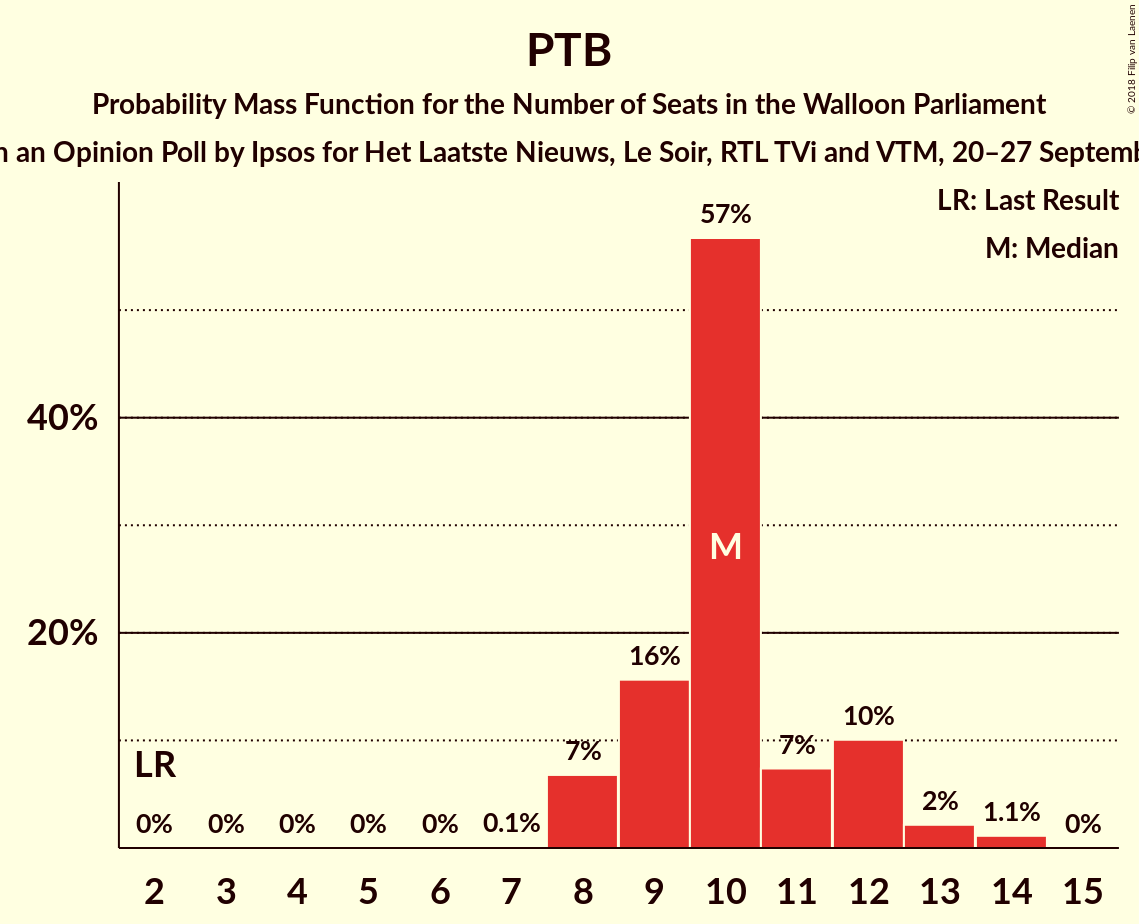 PTB
Probability Mass Function for the Number of Seats in the Walloon Parliament
an Opinion Poll by Ipsos for Het Laatste Nieuws, Le Soir, RTL TVi and VTM, 20–27
© 2018 Filip van Laenen
LR: Last Result
M: Median
57%
40%
M
20%
16%
10%
7%
7%
LR
2%
1.1%
0%
0%
0%
0%
0%
0.1%
0%
2 3 4 5 6 7 8 9 10 11 12 13 14 15